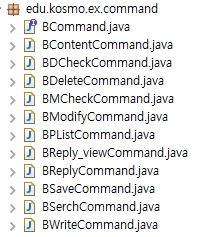 edu.kosmo.ex.command
BCommand.java
BContentCommand.java
BDCheckCommand.java
BDeleteCommand.java
BMCheckCommand.java
BModifyCommand.java
BPListCommand.java
BReply_viewCommand.java
BReplyCommand.java
BSaveCommand.java
BSerchCommand.java
BWriteCommand.java